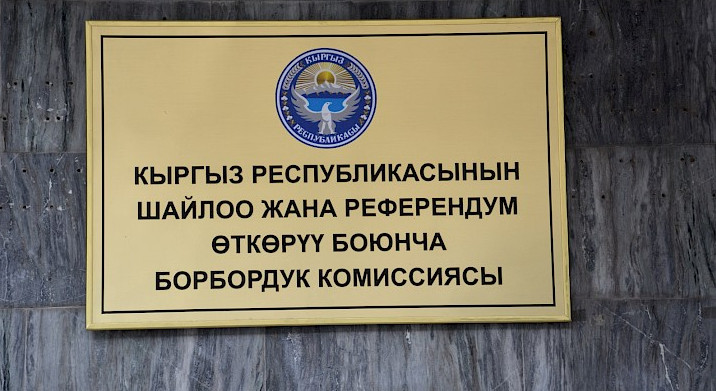 КЫРГЫЗ
РЕСПУБЛИКАСЫ
КЫРГЫЗ РЕСПУБЛИКАСЫНЫН
ШАЙЛОО ЖАНА РЕФЕРЕНДУМ
ӨТКӨРҮҮ БОЮНЧА
БОРБОРДУК КОМИССИЯСЫ